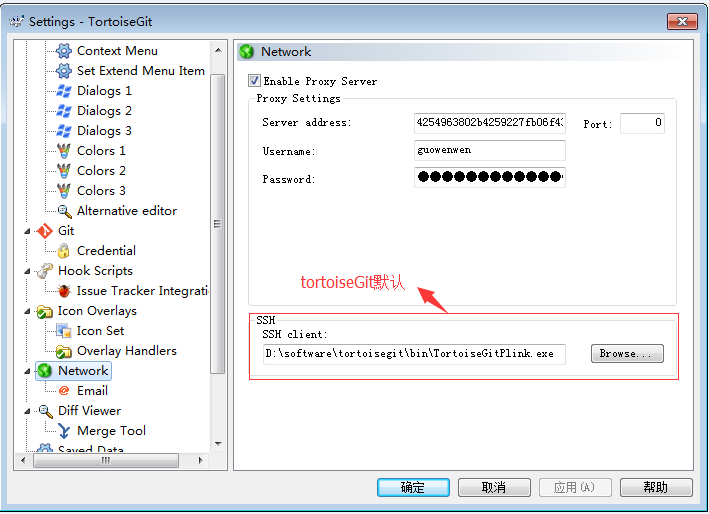 Settings - TortoiseGit
Context Menu
Set Extend Menu Item
Dialogs 1
Dialogs 2
Dialogs 3
Colors 1
Colors 2
Colors 3
Alternative editor
Git
Credential
Hook Scripts
Issue Tracker Integrati
Icon Overlays
Icon Set
Overlay Handlers
Network
Email
Diff Viewer
Merge Tool
Saved Data
Network
Enable Proxy Server
Proxy Settings
Server address:
4254963802b4259227fb06f43
Port:
0
Username:
guowenwen
Password:
tortoiseGit默认
SSH
SSH client:
D:\software\tortoisegit\bin\TortoiseGitPlink.exe
Browse...
确定
取消
应用(A)
帮助